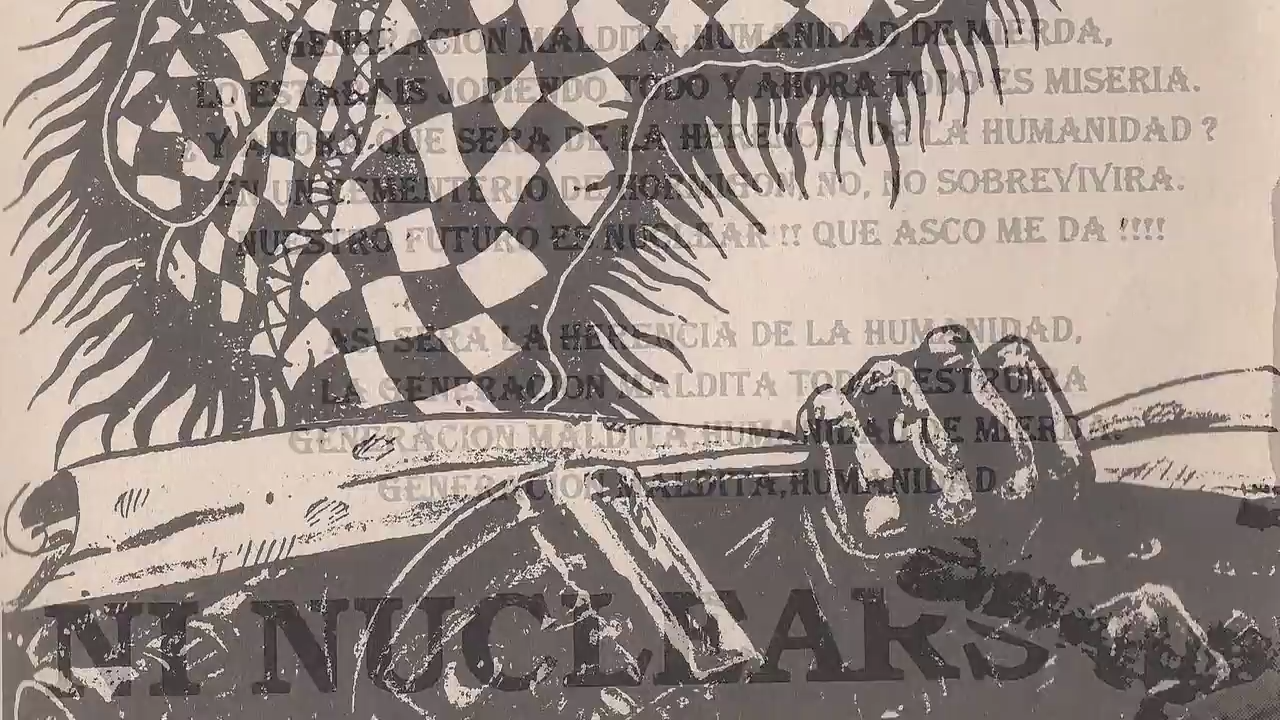 GENERACION MALDITA, HUMANIDAD DE MIERDA,
LO ESTABAIS JODIENDO TODO Y AHORA TODO ES MISERIA.
¿ Y AHORA QUE SERA DE LA HERENCIA DE LA HUMANIDAD ?
EN UN CEMENTERIO DE HORMIGON, NO, NO SOBREVIVIRA.
NUESTRO FUTURO ES NUCLEAR !! QUE ASCO ME DA !!!!
ASI SERA LA HERENCIA DE LA HUMANIDAD,
LA GENERACION MALDITA TODO DESTRUIRA
GENERACION MALDITA, HUMANIDAD DE MIERDA.
GENERACION MALDITA, HUMANIDAD
NI NUCLEARS